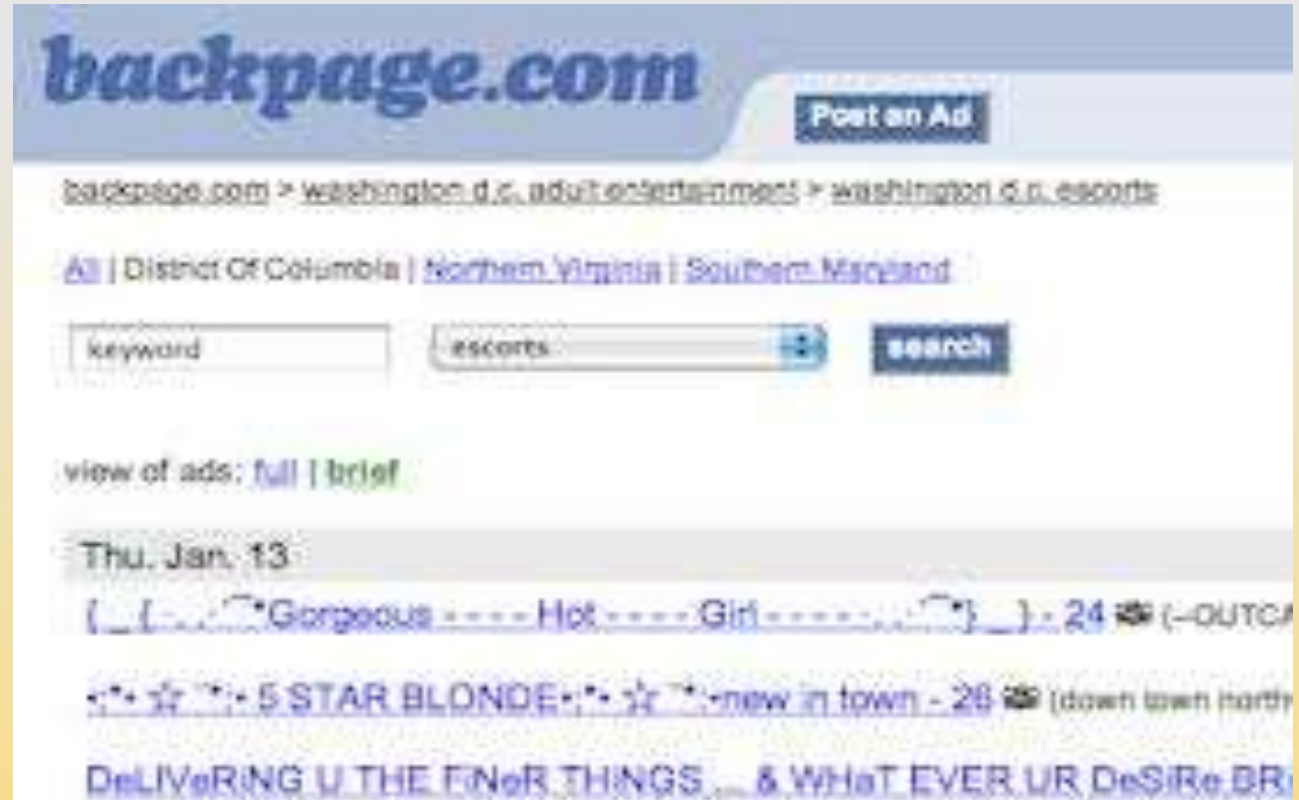 backpage.com
Post an Ad
backpage.com > washington d.c. adult entertainment > washington d.c. escorts
All | District Of Columbia | Northern Virginia | Southern Maryland
keyword
escorts
search
view of ads: full | brief
Thu. Jan. 13
{ _ { -..-¨¯*Gorgeous - - - - Hot - - - - Girl - - - - -..-¨¯*} _ } - 24 (–OUTCA
•:*• ☆ ¨*:• 5 STAR BLONDE•:*• ☆ ¨*:•new in town - 26 (down town north
DeLIVeRiNG U THE FiNeR THiNGS ... & WHaT EVER UR DeSiRe